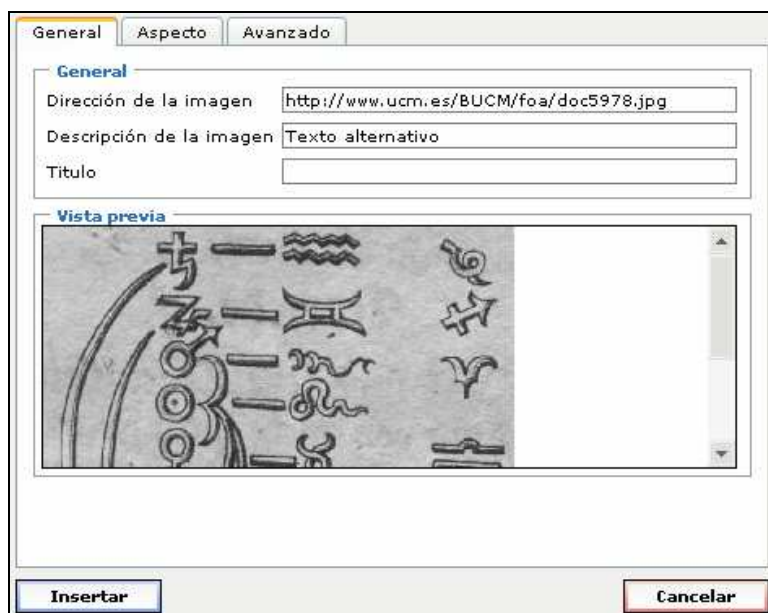 General Aspecto Avanzado
General
Dirección de la imagen http://www.ucm.es/BUCM/foa/doc5978.jpg
Descripción de la imagen Texto alternativo
Titulo
Vista previa
Insertar Cancelar